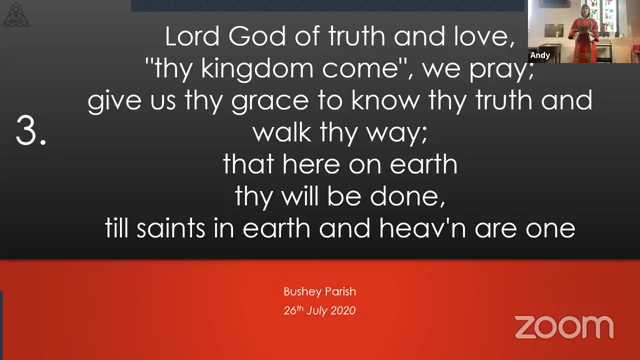 Lord God of truth and love,
"thy kingdom come", we pray;
give us thy grace to know thy truth and
walk thy way;
that here on earth
thy will be done,
till saints in earth and heav'n are one
3.
Andy
Bushey Parish
26th July 2020
zoom